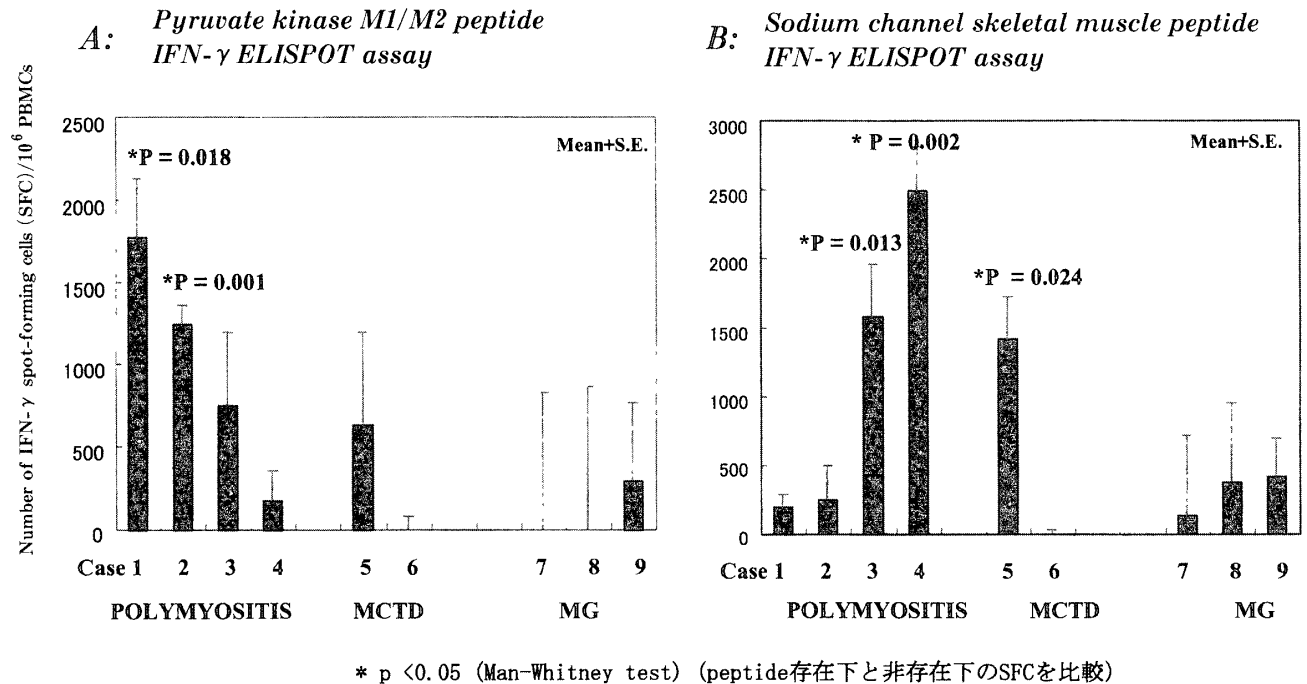 A: Pyruvate kinase M1/M2 peptide
IFN-γ ELISPOT assay
Number of IFN-γ spot-forming cells (SFC)/10⁶ PBMCs
2500
2000
1500
1000
500
0
Mean+S.E.
*P = 0.018
*P = 0.001
Case 1 2 3 4 5 6 7 8 9
POLYMYOSITIS MCTD MG
B: Sodium channel skeletal muscle peptide
IFN-γ ELISPOT assay
3000
2500
2000
1500
1000
500
0
Mean+S.E.
* P = 0.002
*P = 0.013
*P = 0.024
Case 1 2 3 4 5 6 7 8 9
POLYMYOSITIS MCTD MG
* p <0.05 (Man-Whitney test) (peptide存在下と非存在下のSFCを比較)